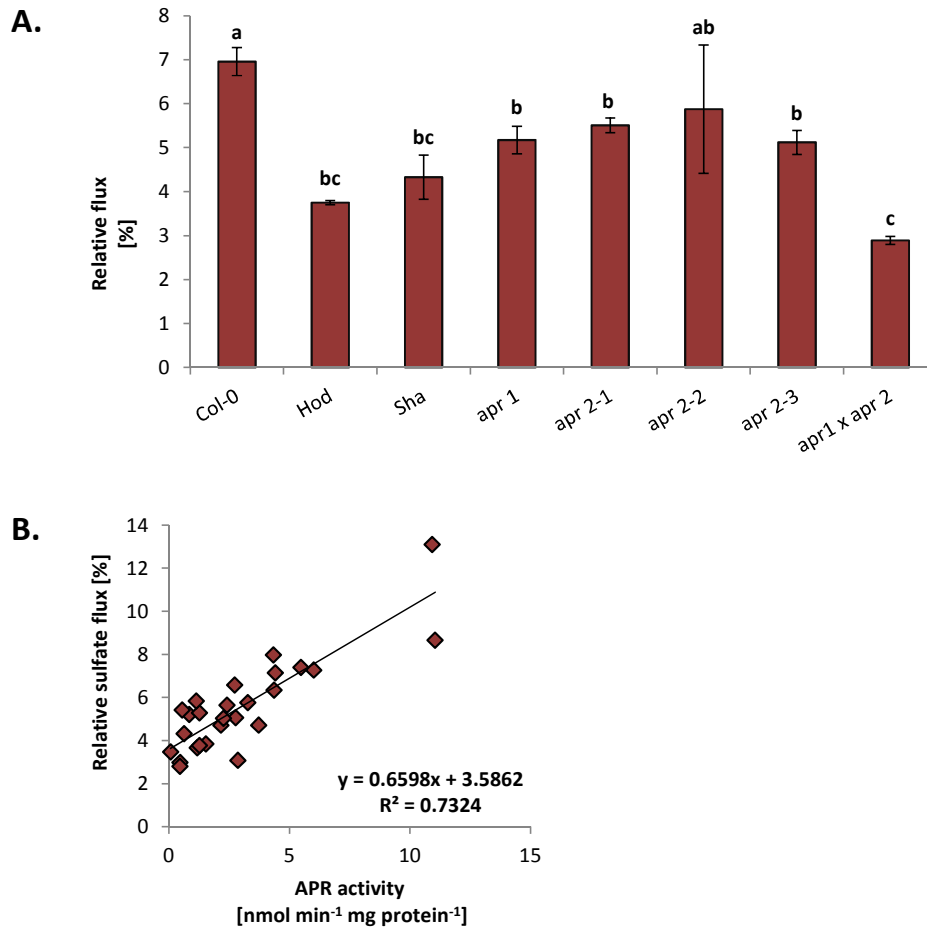 A.
8
7
6
5
4
3
2
1
0
Relative flux
[%]
a
bc
bc
b
b
ab
b
c
Col-0
Hod
Sha
apr 1
apr 2-1
apr 2-2
apr 2-3
apr1 x apr 2
B.
14
12
10
8
6
4
2
0
Relative sulfate flux [%]
y = 0.6598x + 3.5862
R² = 0.7324
0 5 10 15
APR activity
[nmol min⁻¹ mg protein⁻¹]